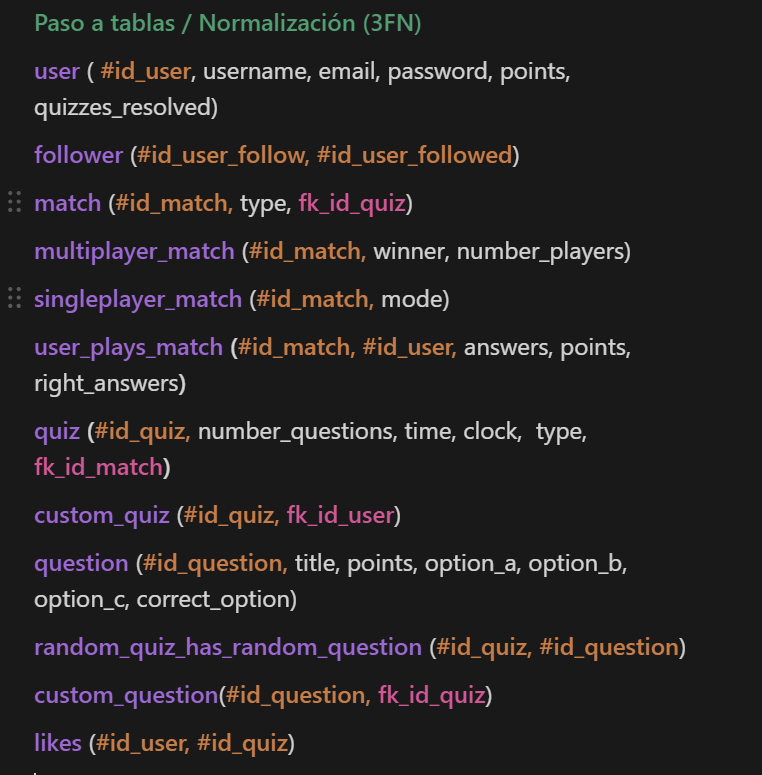 Paso a tablas / Normalización (3FN)
user ( #id_user, username, email, password, points,
quizzes_resolved)
follower (#id_user_follow, #id_user_followed)
match (#id_match, type, fk_id_quiz)
multiplayer_match (#id_match, winner, number_players)
singleplayer_match (#id_match, mode)
user_plays_match (#id_match, #id_user, answers, points,
right_answers)
quiz (#id_quiz, number_questions, time, clock,  type,
fk_id_match)
custom_quiz (#id_quiz, fk_id_user)
question (#id_question, title, points, option_a, option_b,
option_c, correct_option)
random_quiz_has_random_question (#id_quiz, #id_question)
custom_question(#id_question, fk_id_quiz)
likes (#id_user, #id_quiz)